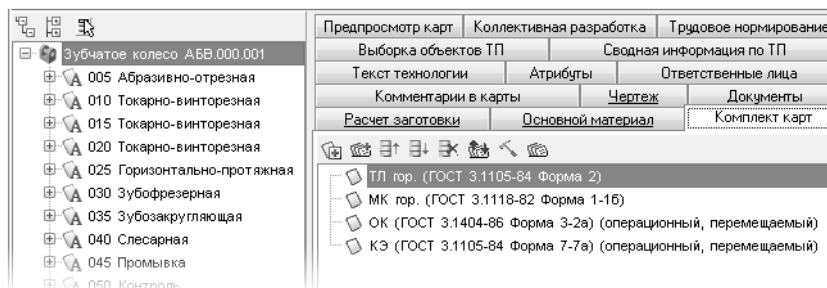 Зубчатое колесо АБВ.000.001
005 Абразивно-отрезная
010 Токарно-винторезная
015 Токарно-винторезная
020 Токарно-винторезная
025 Горизонтально-протяжная
030 Зубофрезерная
035 Зубозакругляющая
040 Слесарная
045 Промывка
050 Контроль
Предпросмотр карт Коллективная разработка Трудовое нормирование
Выборка объектов ТП Сводная информация по ТП
Текст технологии Атрибуты Ответственные лица
Комментарии в карты Чертеж Документы
Расчет заготовки Основной материал Комплект карт
ТЛ гор. (ГОСТ 3.1105-84 Форма 2)
МК гор. (ГОСТ 3.1118-82 Форма 1-1б)
ОК (ГОСТ 3.1404-86 Форма 3-2а) (операционный, перемещаемый)
КЭ (ГОСТ 3.1105-84 Форма 7-7а) (операционный, перемещаемый)